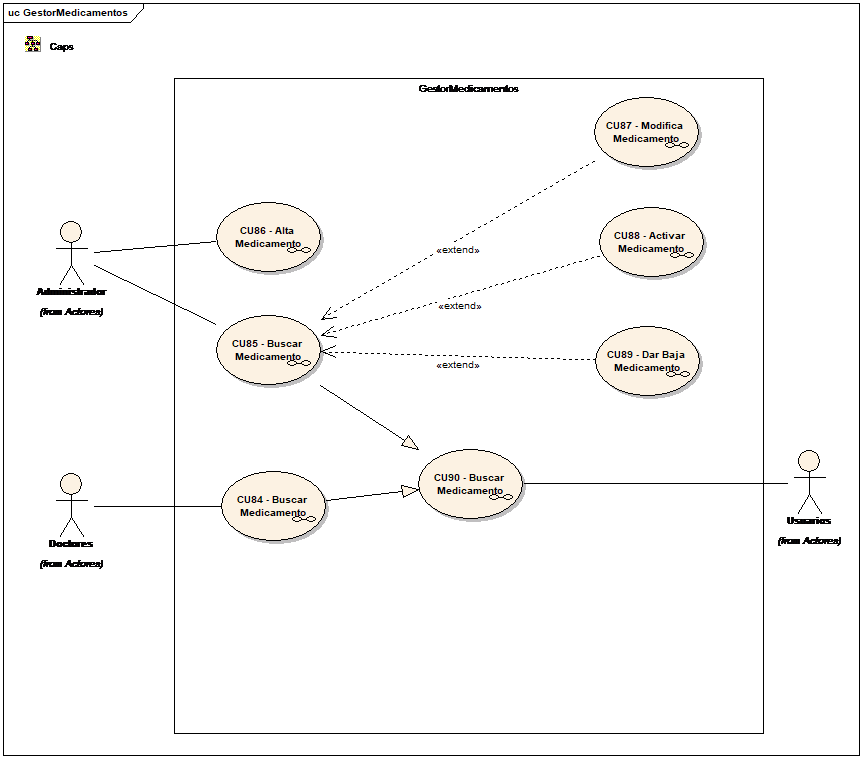 uc GestorMedicamentos
Caps
GestorMedicamentos
CU87 - Modifica
Medicamento
CU86 - Alta
Medicamento
CU88 - Activar
Medicamento
«extend»
Administrador
(from Actores)
«extend»
CU85 - Buscar
Medicamento
CU89 - Dar Baja
Medicamento
«extend»
CU90 - Buscar
Medicamento
CU84 - Buscar
Medicamento
Usuarios
(from Actores)
Doctores
(from Actores)